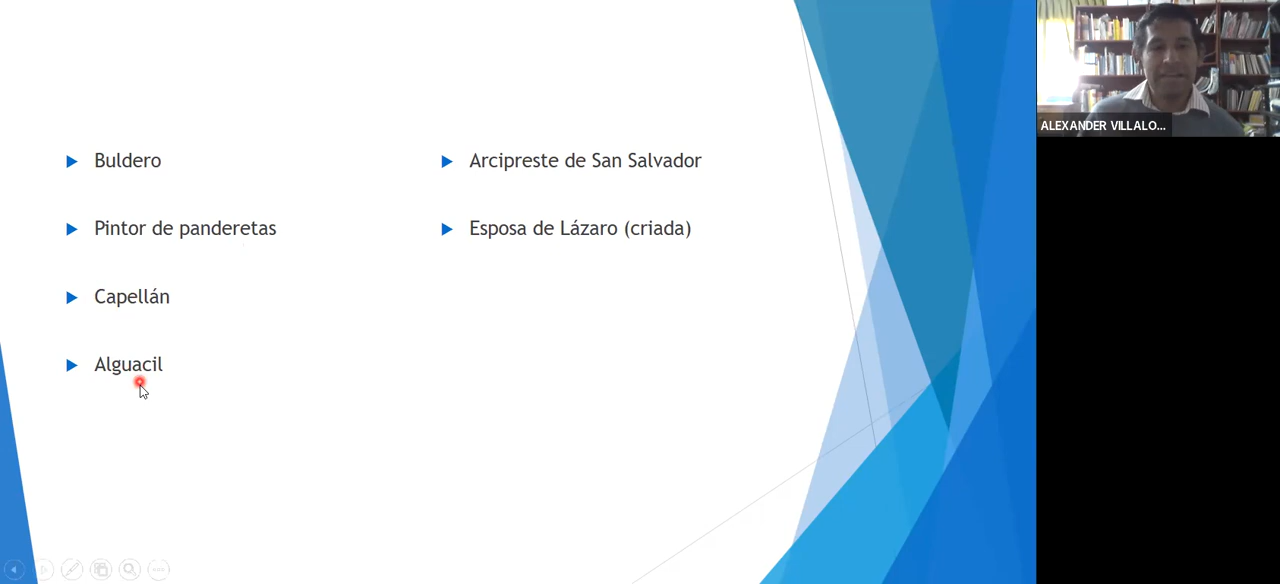 Buldero
Pintor de panderetas
Capellán
Alguacil
Arcipreste de San Salvador
Esposa de Lázaro (criada)
ALEXANDER VILLALO...